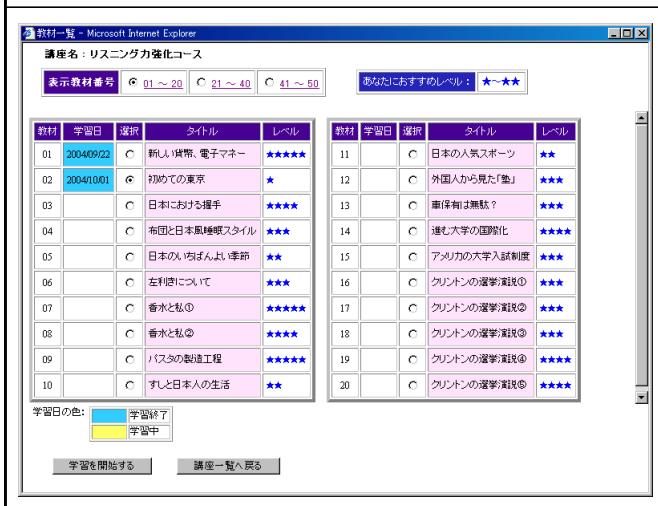 教材一覧 - Microsoft Internet Explorer
講座名：リスニング力強化コース
表示教材番号 01 ～ 20 21 ～ 40 41 ～ 50 あなたにおすすめレベル： ★～★★
教材 学習日 選択 タイトル レベル
01 2004/09/22 新しい貨幣、電子マネー ★★★★★
02 2004/10/01 初めての東京 ★
03 日本における握手 ★★★★
04 布団と日本風睡眠スタイル ★★★
05 日本のいちばんよい季節 ★★
06 左利きについて ★★★
07 香水と私① ★★★★★
08 香水と私② ★★★★
09 パスタの製造工程 ★★★★★
10 すしと日本人の生活 ★★
教材 学習日 選択 タイトル レベル
11 日本の人気スポーツ ★★
12 外国人から見た「塾」 ★★★
13 車保有は無駄？ ★★★
14 進む大学の国際化 ★★★★
15 アメリカの大学入試制度 ★★★
16 クリントンの選挙演説① ★★★
17 クリントンの選挙演説② ★★★
18 クリントンの選挙演説③ ★★★
19 クリントンの選挙演説④ ★★★★
20 クリントンの選挙演説⑤ ★★★★
学習日の色： 学習終了
学習中
学習を開始する 講座一覧へ戻る